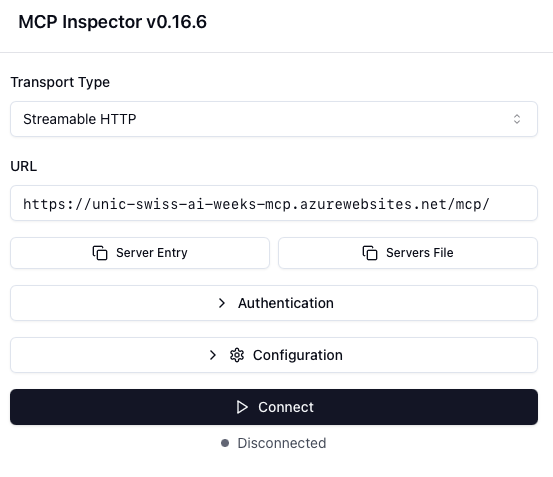 MCP Inspector v0.16.6
Transport Type
Streamable HTTP
URL
https://unic-swiss-ai-weeks-mcp.azurewebsites.net/mcp/
Server Entry Servers File
Authentication
Configuration
Connect
Disconnected